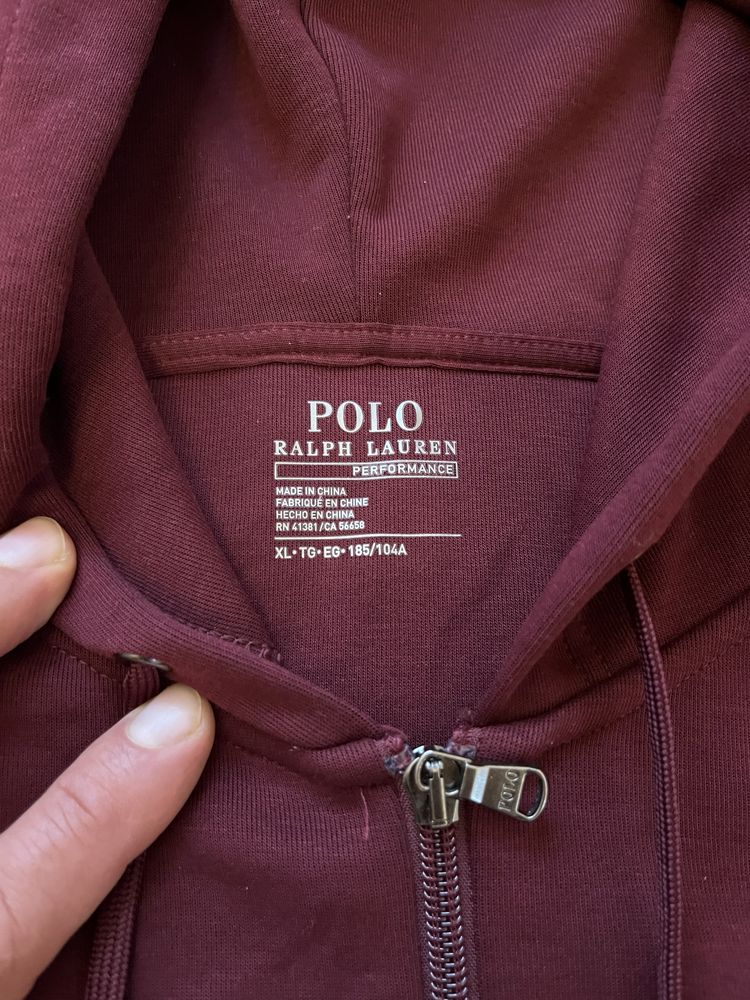 POLO
RALPH LAUREN
PERFORMANCE
MADE IN CHINA
FABRIQUÉ EN CHINE
HECHO EN CHINA
RN 41381/CA 56658
XL• TG• EG• 185/104A
POLO